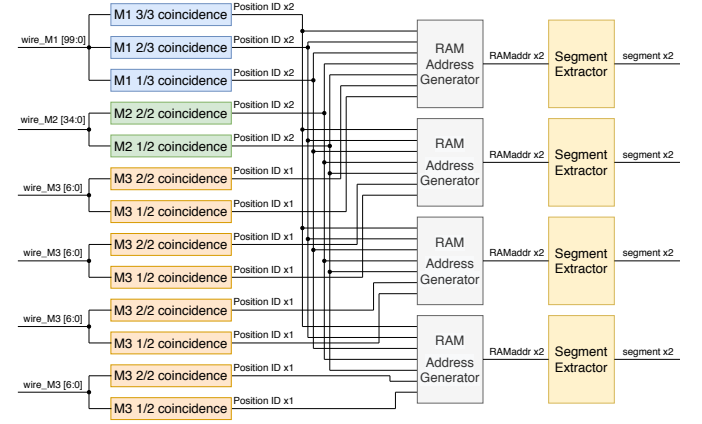 M1 3/3 coincidence
Position ID x2
wire_M1 [99:0]
M1 2/3 coincidence
Position ID x2
M1 1/3 coincidence
Position ID x2
wire_M2 [34:0]
M2 2/2 coincidence
Position ID x2
M2 1/2 coincidence
Position ID x2
wire_M3 [6:0]
M3 2/2 coincidence
Position ID x1
M3 1/2 coincidence
Position ID x1
wire_M3 [6:0]
M3 2/2 coincidence
Position ID x1
M3 1/2 coincidence
Position ID x1
wire_M3 [6:0]
M3 2/2 coincidence
Position ID x1
M3 1/2 coincidence
Position ID x1
wire_M3 [6:0]
M3 2/2 coincidence
Position ID x1
M3 1/2 coincidence
Position ID x1
RAM
Address
Generator
RAMaddr x2
Segment
Extractor
segment x2
RAM
Address
Generator
RAMaddr x2
Segment
Extractor
segment x2
RAM
Address
Generator
RAMaddr x2
Segment
Extractor
segment x2
RAM
Address
Generator
RAMaddr x2
Segment
Extractor
segment x2